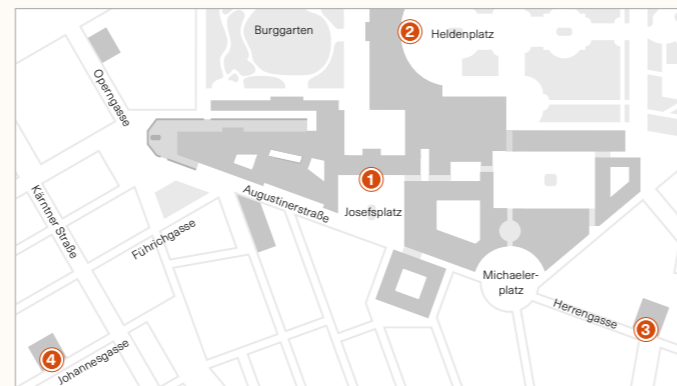 Burggarten
2
Heldenplatz
Operngasse
1
Augustinerstraße
Josefsplatz
Kärntner Straße
Führichgasse
Michaeler-
platz
Herrengasse
3
4
Johannesgasse